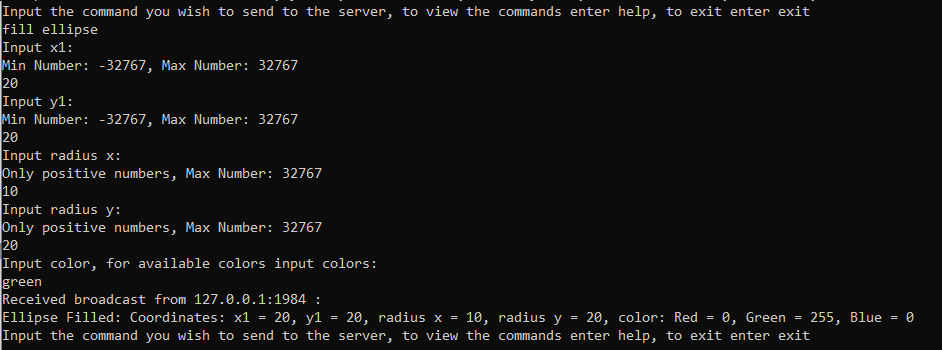 Input the command you wish to send to the server, to view the commands enter help, to exit enter exit
fill ellipse
Input x1:
Min Number: -32767, Max Number: 32767
20
Input y1:
Min Number: -32767, Max Number: 32767
20
Input radius x:
Only positive numbers, Max Number: 32767
10
Input radius y:
Only positive numbers, Max Number: 32767
20
Input color, for available colors input colors:
green
Received broadcast from 127.0.0.1:1984 :
Ellipse Filled: Coordinates: x1 = 20, y1 = 20, radius x = 10, radius y = 20, color: Red = 0, Green = 255, Blue = 0
Input the command you wish to send to the server, to view the commands enter help, to exit enter exit